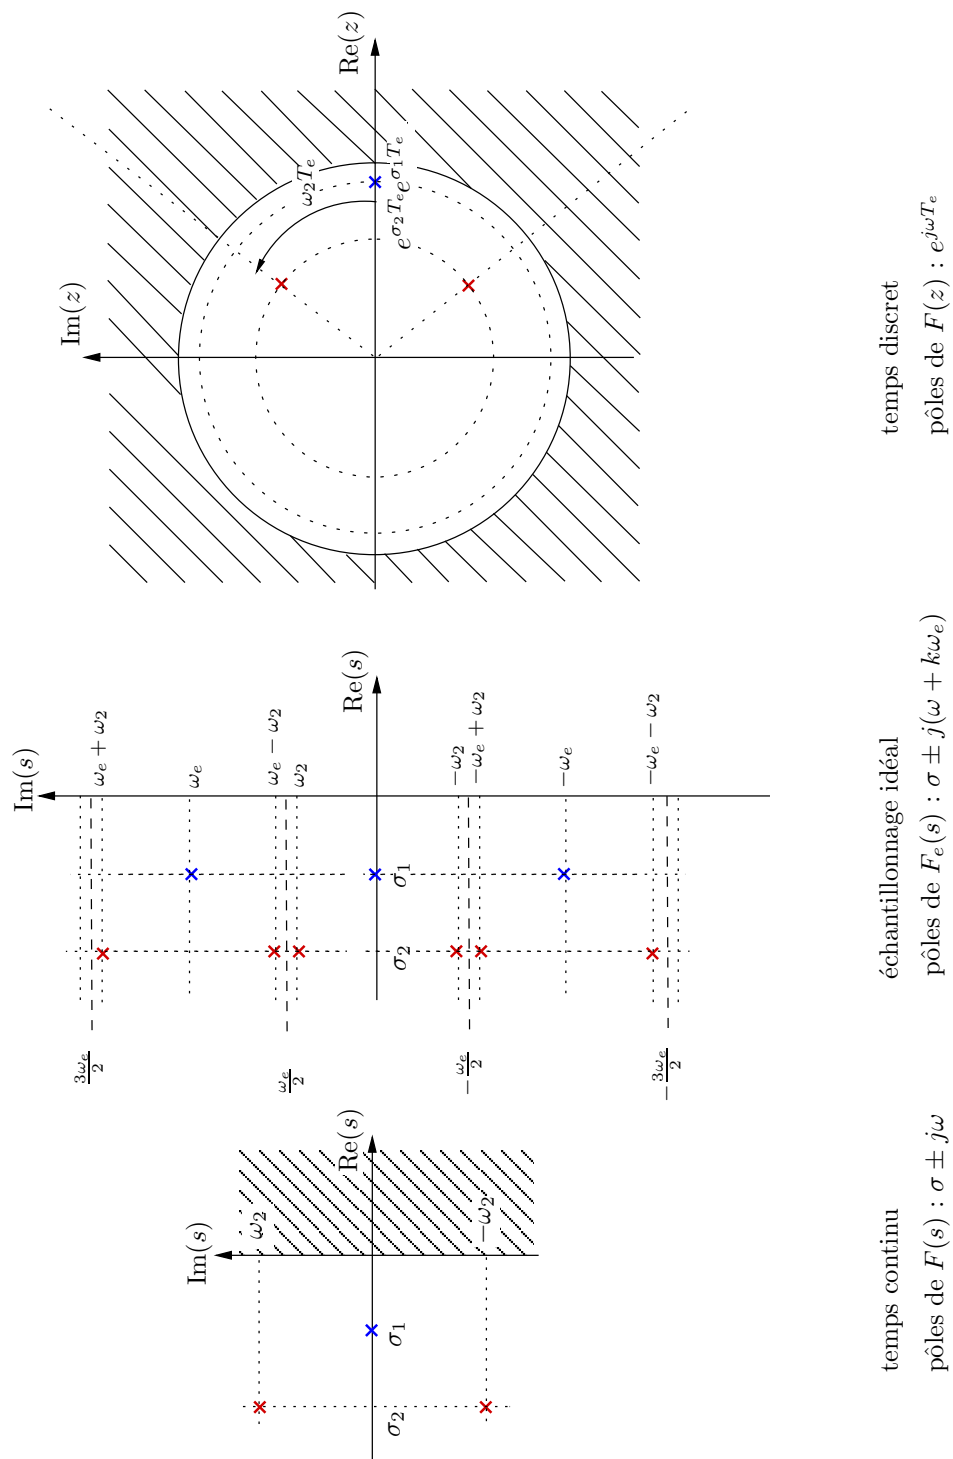 Im(s)
Re(s)
ω₂
−ω₂
σ₁
σ₂
temps continu
pôles de F(s) : σ ± jω
Im(s)
Re(s)
3ωₑ/2
ωₑ/2
−ωₑ/2
−3ωₑ/2
ωₑ + ω₂
ωₑ
ωₑ − ω₂
ω₂
−ω₂
−ωₑ + ω₂
−ωₑ
−ωₑ − ω₂
σ₁
σ₂
échantillonnage idéal
pôles de Fₑ(s) : σ ± j(ω + kωₑ)
Im(z)
Re(z)
ω₂Tₑ
e^{σ₂Tₑ}
e^{σ₁Tₑ}
temps discret
pôles de F(z) : e^{jωTₑ}